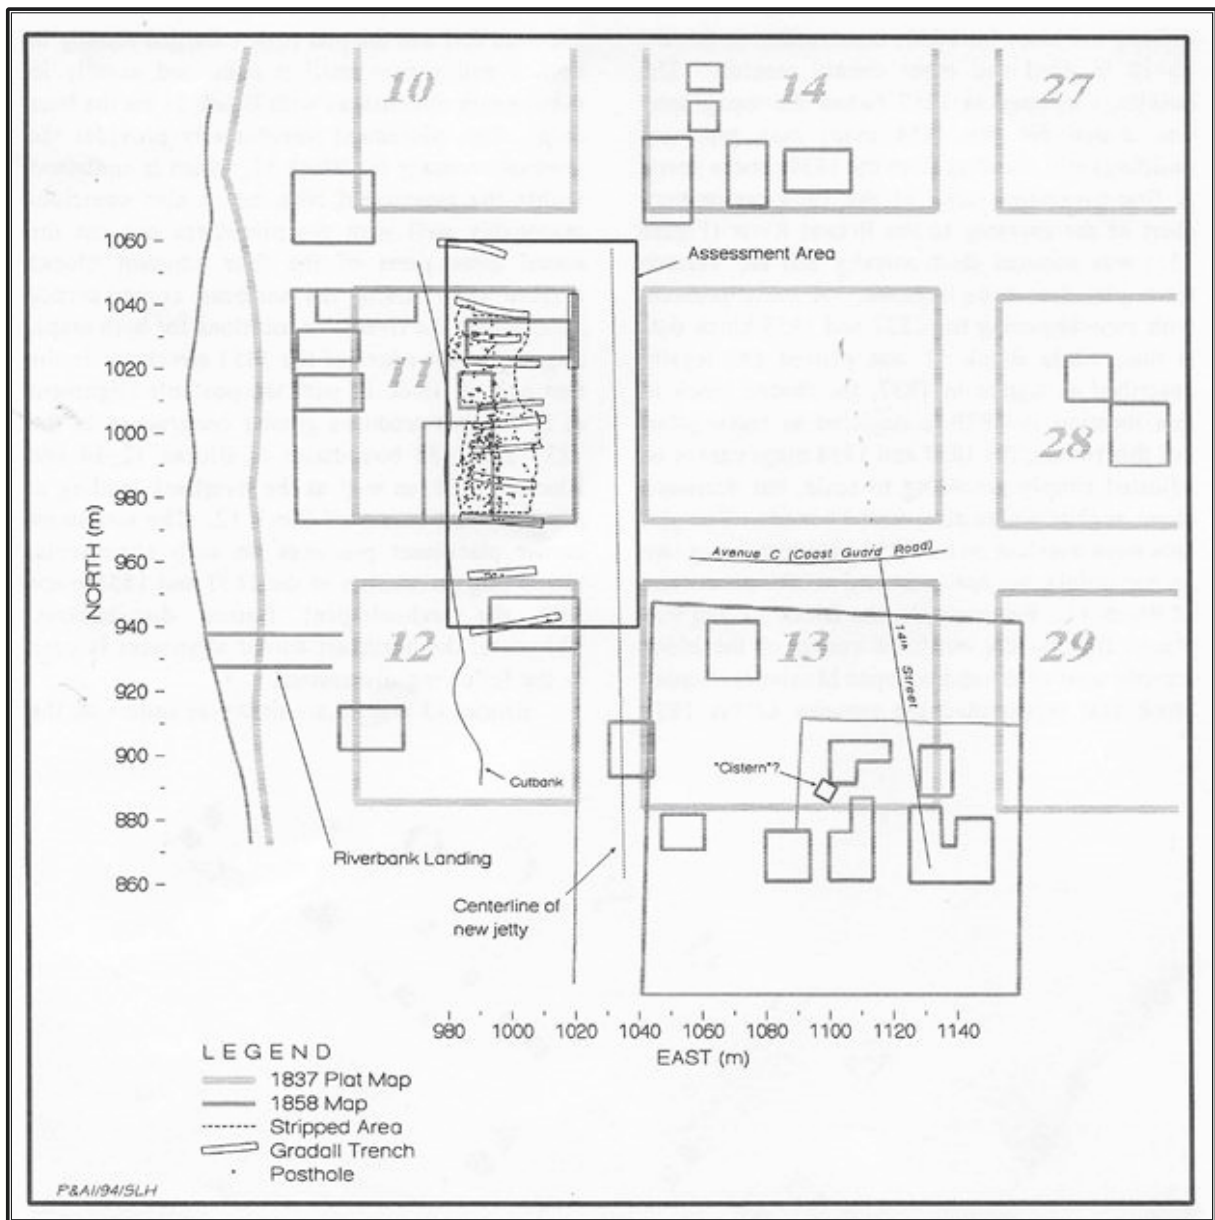 10
14
27
1060
Assessment Area
1040
1020
11
1000
28
980
NORTH (m)
960
Avenue C (Coast Guard Road)
940
12
13
29
14th Street
920
900
"Cistern"?
Cutbank
880
Riverbank Landing
860
Centerline of
new jetty
980 1000 1020 1040 1060 1080 1100 1120 1140
EAST (m)
LEGEND
1837 Plat Map
1858 Map
Stripped Area
Gradall Trench
Posthole
P&AI/94/SLH